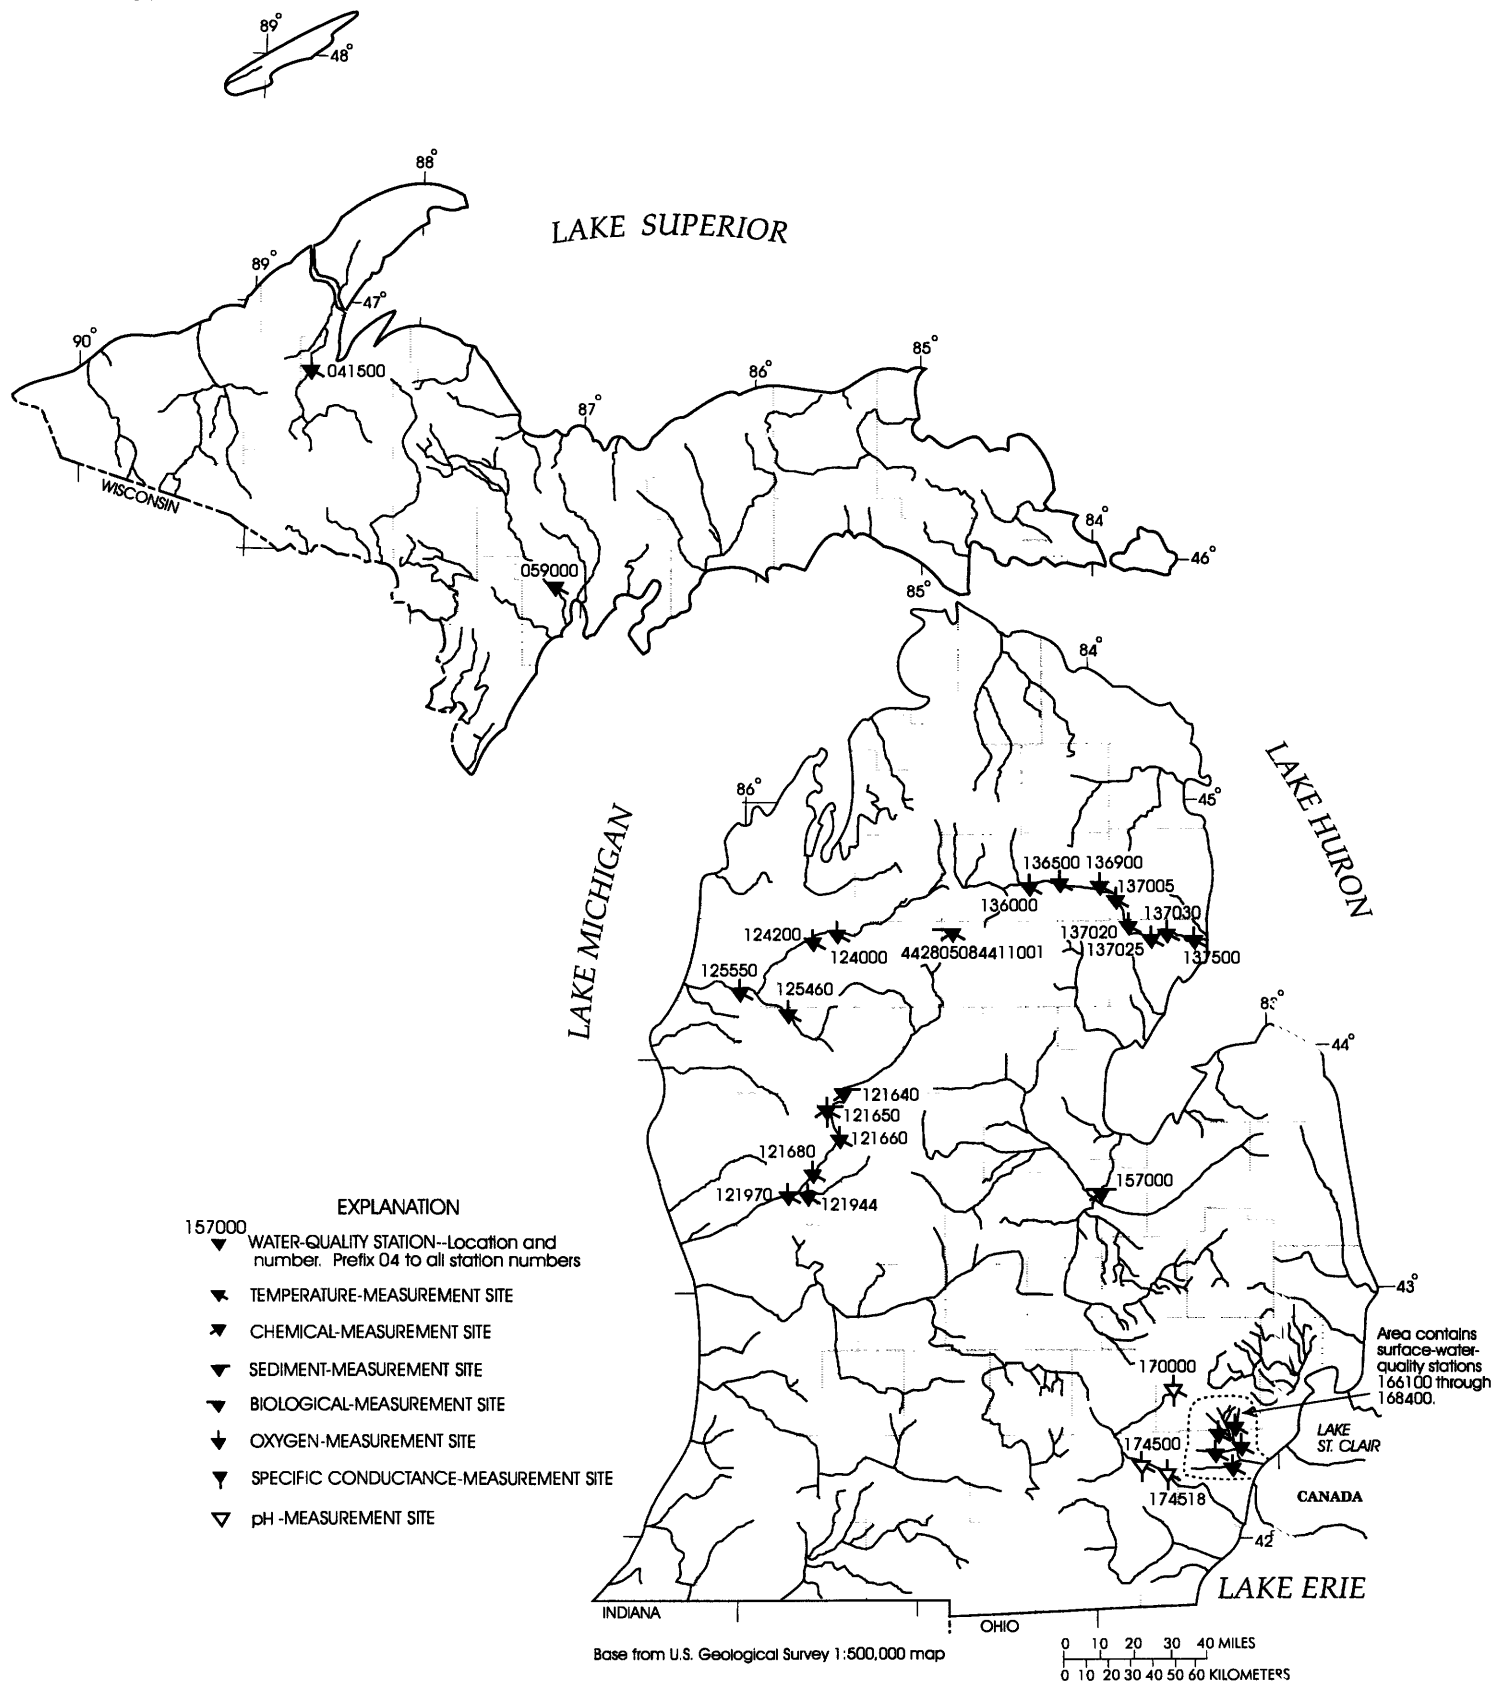 89°
48°
88°
LAKE SUPERIOR
89°
47°
90°
041500
85°
86°
87°
WISCONSIN
84°
46°
059000
85°
84°
LAKE HURON
45°
86°
LAKE MICHIGAN
136500 136900
137005
136000
137030
137020
137025
137500
124200
124000
442805084411001
125550
125460
83°
44°
121640
121650
121660
121680
121970
121944
157000
43°
EXPLANATION
157000
WATER-QUALITY STATION--Location and
number. Prefix 04 to all station numbers
TEMPERATURE-MEASUREMENT SITE
CHEMICAL-MEASUREMENT SITE
SEDIMENT-MEASUREMENT SITE
BIOLOGICAL-MEASUREMENT SITE
OXYGEN-MEASUREMENT SITE
SPECIFIC CONDUCTANCE-MEASUREMENT SITE
pH -MEASUREMENT SITE
Area contains
surface-water-
quality stations
166100 through
168400.
170000
LAKE
ST. CLAIR
174500
174518
CANADA
42°
LAKE ERIE
INDIANA
OHIO
Base from U.S. Geological Survey 1:500,000 map
0 10 20 30 40 MILES
0 10 20 30 40 50 60 KILOMETERS